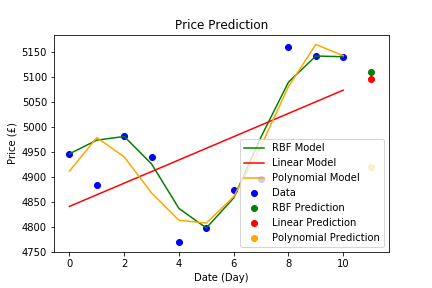 Price Prediction
Price (£)
5150
5100
5050
5000
4950
4900
4850
4800
4750
RBF Model
Linear Model
Polynomial Model
Data
RBF Prediction
Linear Prediction
Polynomial Prediction
0 2 4 6 8 10
Date (Day)